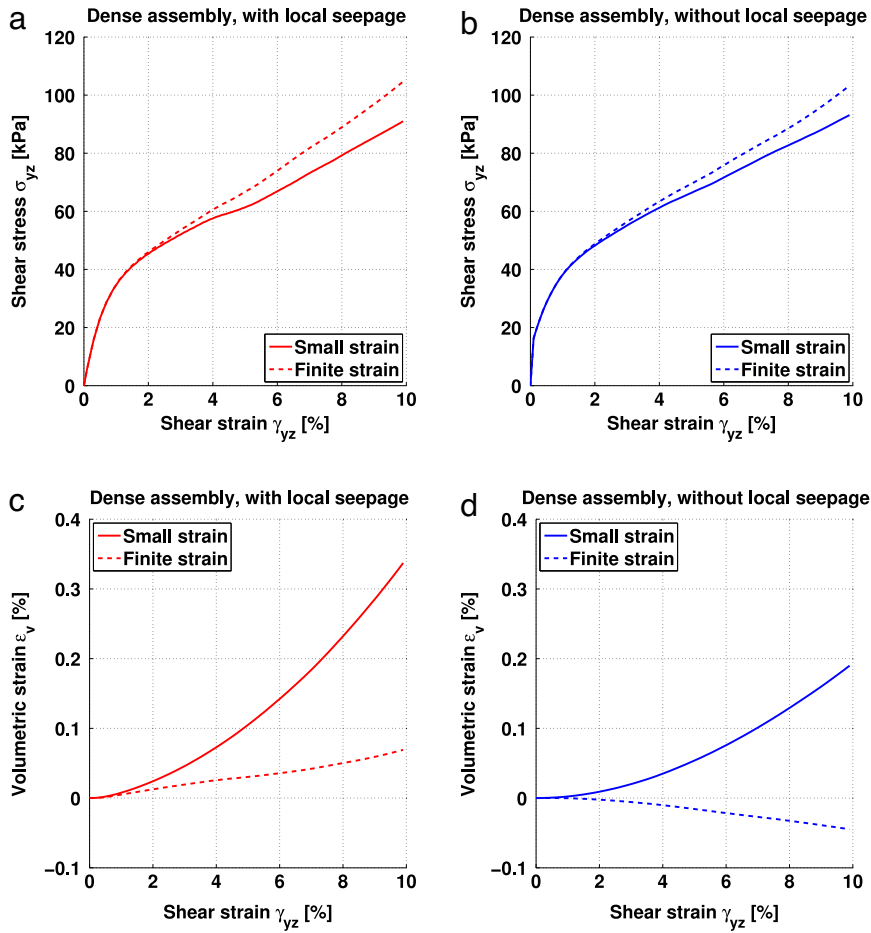 a
Dense assembly, with local seepage
120
100
80
60
40
20
0
Shear stress σyz [kPa]
Small strain
Finite strain
0 2 4 6 8 10
Shear strain γyz [%]
b
Dense assembly, without local seepage
120
100
80
60
40
20
0
Shear stress σyz [kPa]
Small strain
Finite strain
0 2 4 6 8 10
Shear strain γyz [%]
c
Dense assembly, with local seepage
0.4
0.3
0.2
0.1
0
−0.1
Volumetric strain εv [%]
Small strain
Finite strain
0 2 4 6 8 10
Shear strain γyz [%]
d
Dense assembly, without local seepage
0.4
0.3
0.2
0.1
0
−0.1
Volumetric strain εv [%]
Small strain
Finite strain
0 2 4 6 8 10
Shear strain γyz [%]